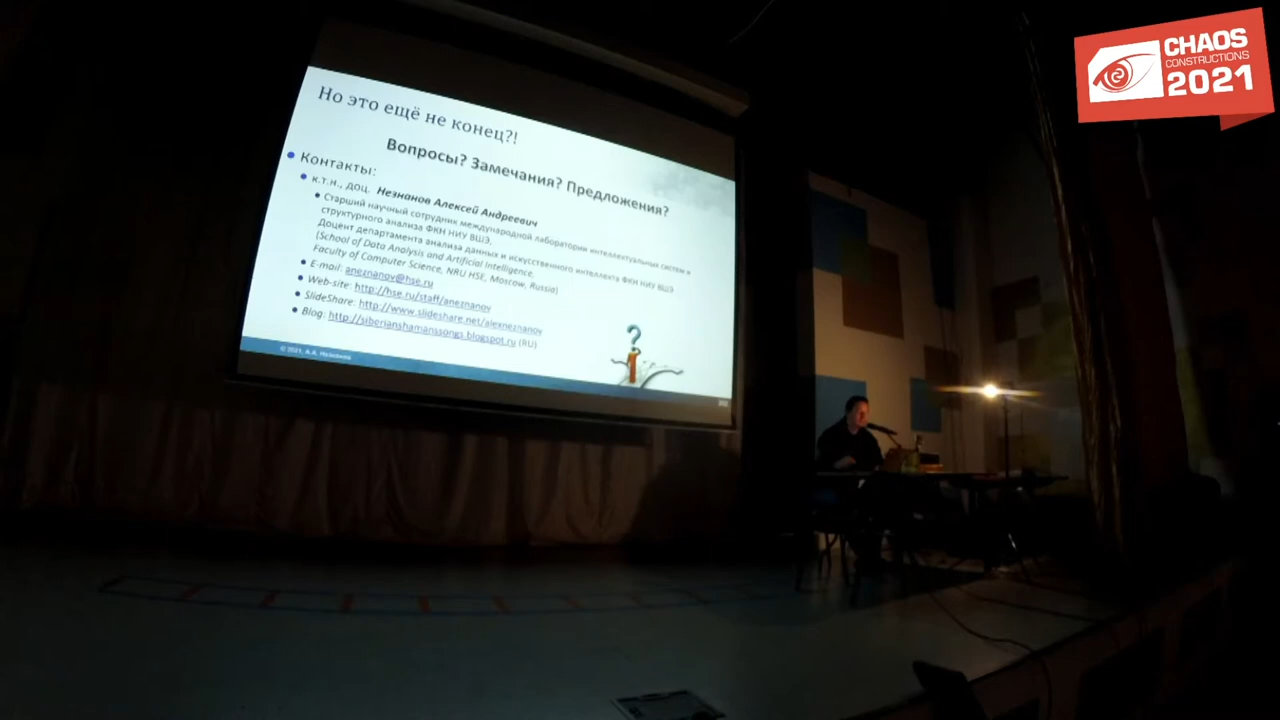 CHAOS
CONSTRUCTIONS
2021
Но это ещё не конец?!
Вопросы? Замечания? Предложения?
Контакты:
к.т.н., доц. Незнанов Алексей Андреевич
Старший научный сотрудник международной лаборатории интеллектуальных систем и
структурного анализа ФКН НИУ ВШЭ.
Доцент департамента анализа данных и искусственного интеллекта ФКН НИУ ВШЭ
(School of Data Analysis and Artificial Intelligence,
Faculty of Computer Science, NRU HSE, Moscow, Russia)
E-mail: aneznanov@hse.ru
Web-site: http://hse.ru/staff/aneznanov
SlideShare: http://www.slideshare.net/alexneznanov
Blog: http://siberianshamanssongs.blogspot.ru (RU)
© 2021, А.А. Незнанов